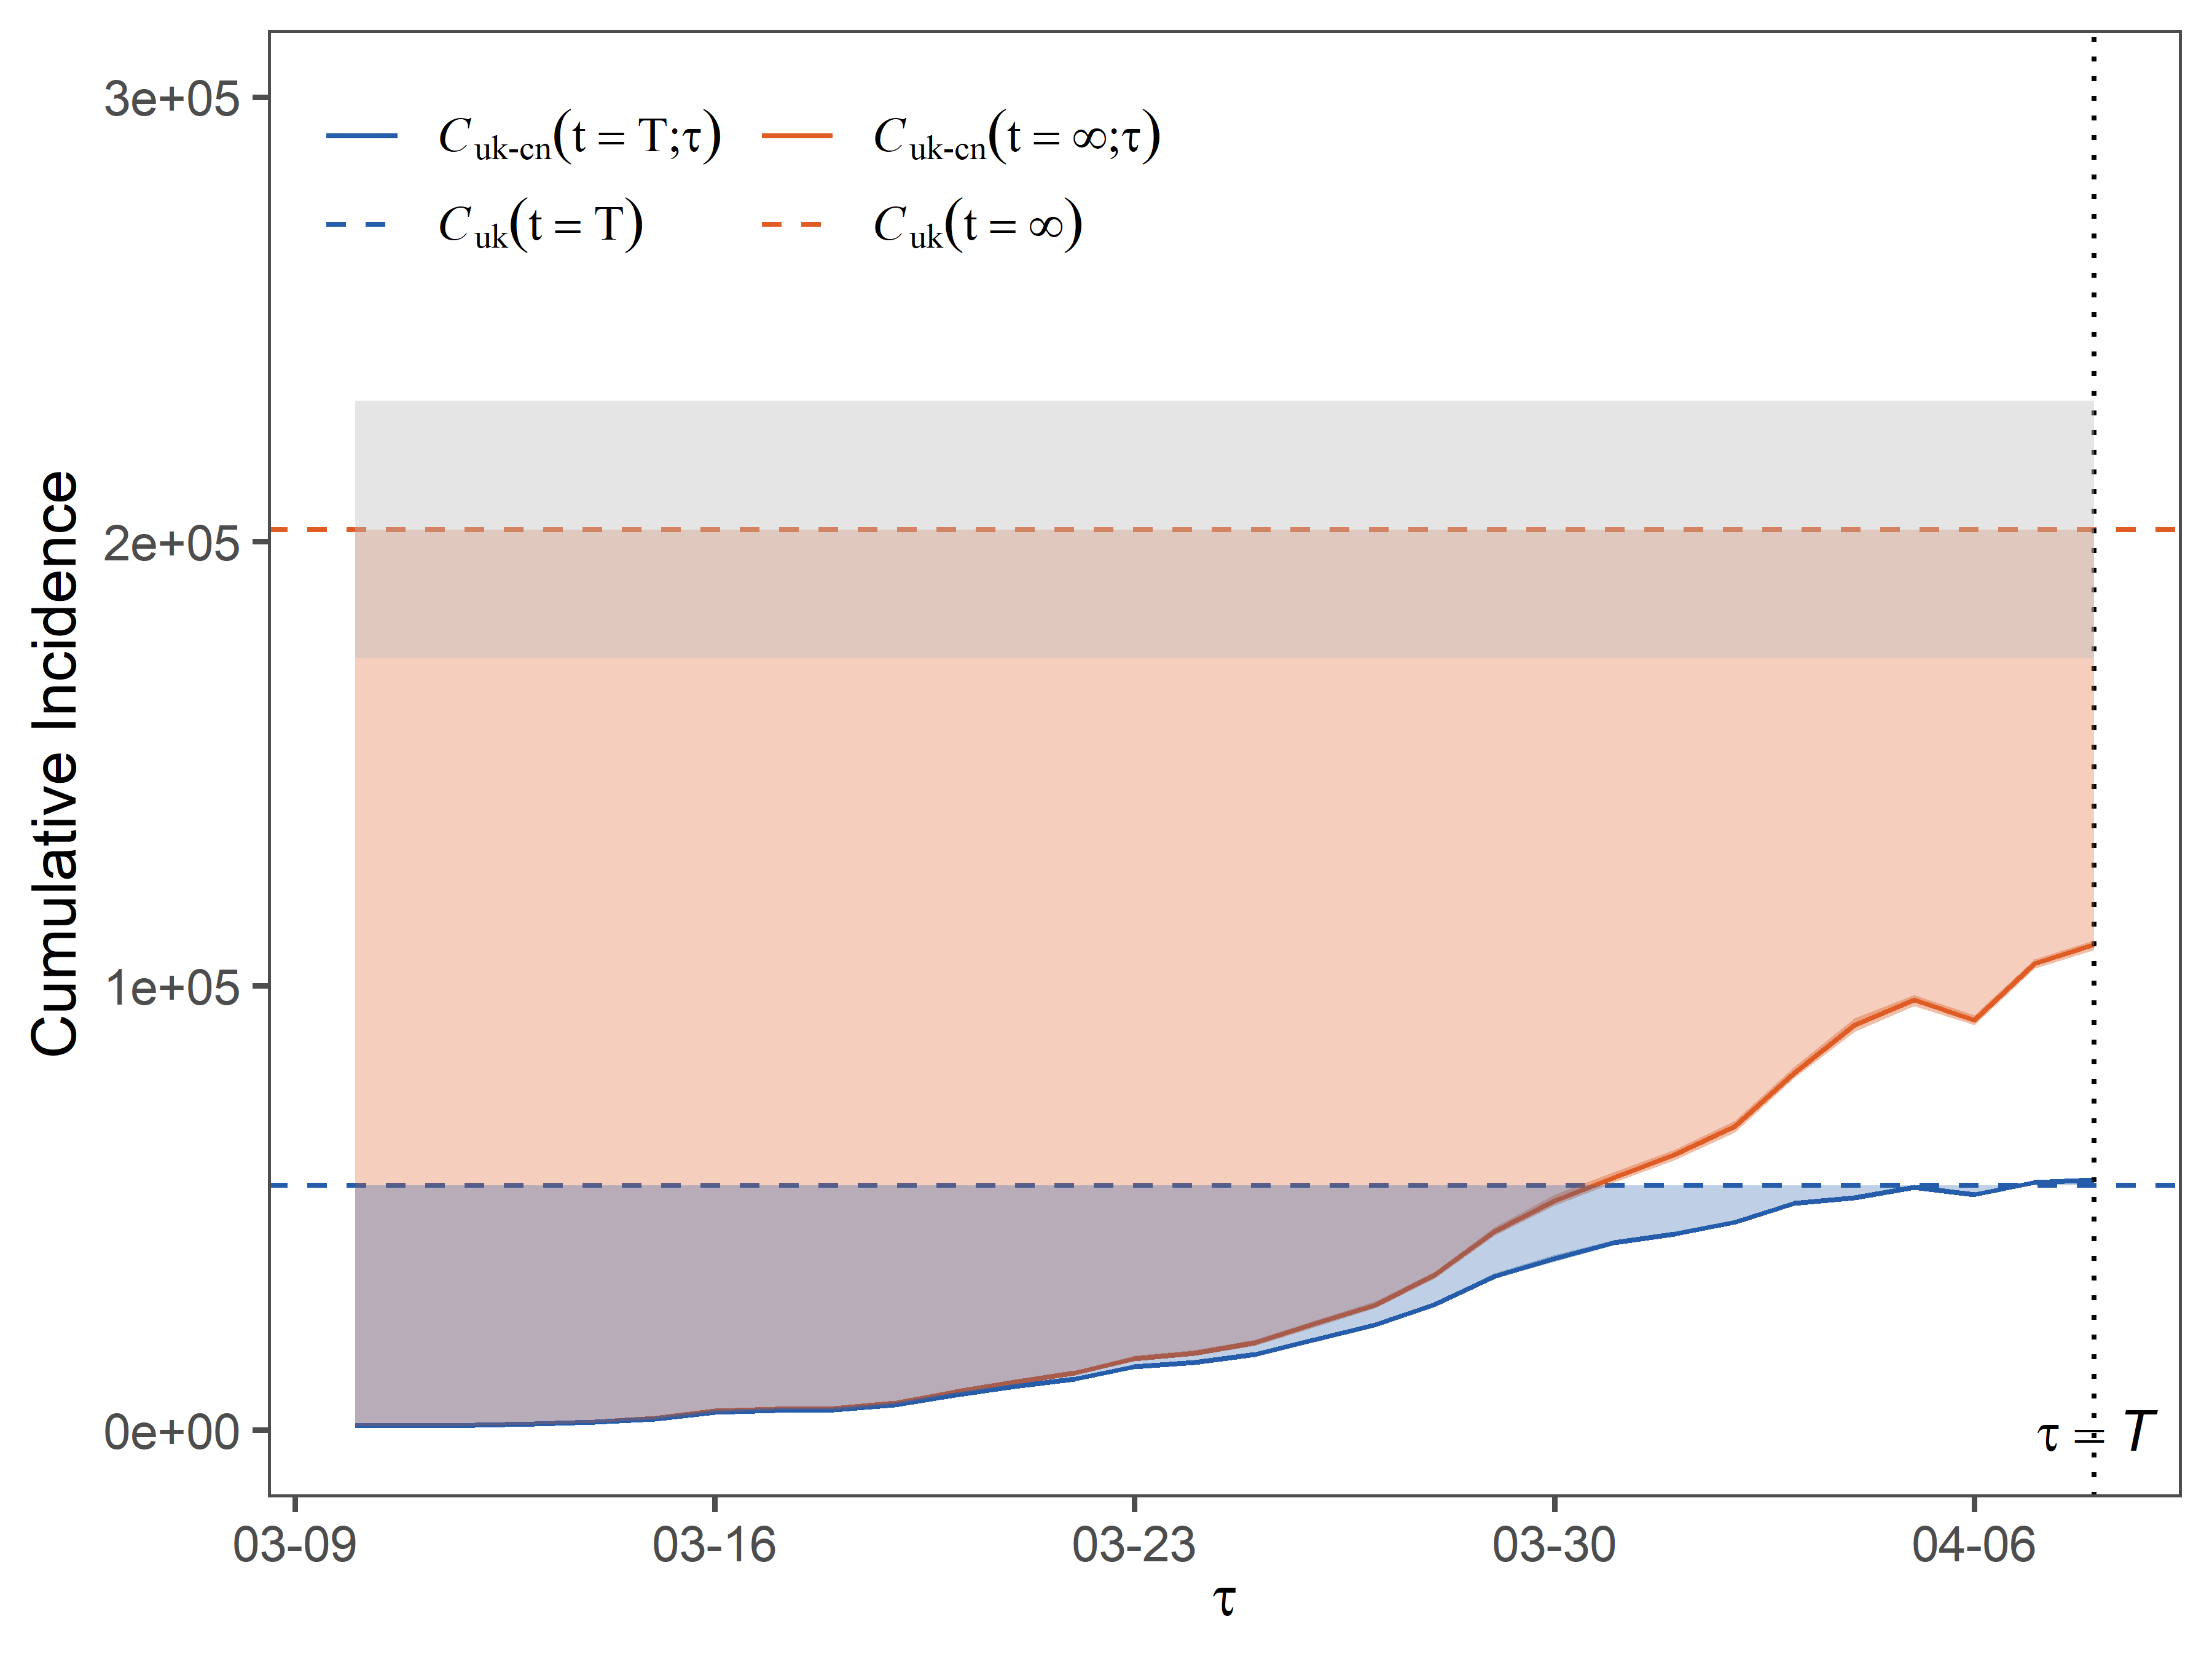 3e+05
C uk-cn(t = T;τ) C uk-cn(t = ∞;τ)
C uk(t = T) C uk(t = ∞)
2e+05
Cumulative Incidence
1e+05
0e+00
τ = T
03-09 03-16 03-23 03-30 04-06
τ